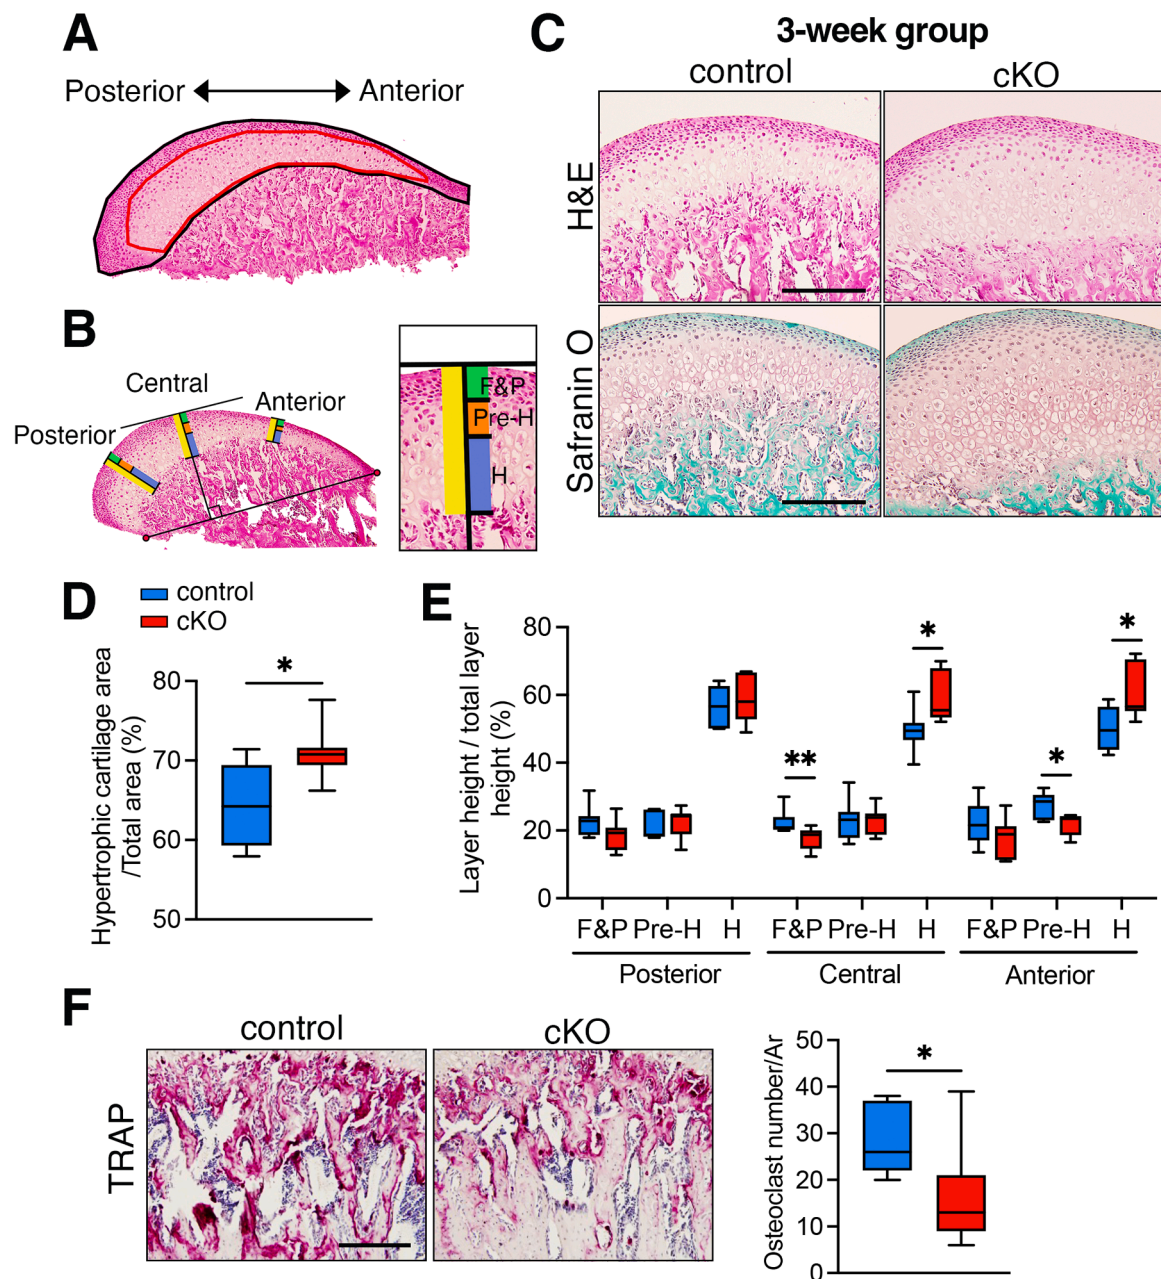 A
Posterior
Anterior
B
Central
Anterior
Posterior
F&P
Pre-H
H
C
3-week group
control
cKO
H&E
Safranin O
D
control
cKO
Hypertrophic cartilage area
/Total area (%)
80
70
60
50
*
E
Layer height / total layer
height (%)
80
60
40
20
0
**
*
*
*
F&P Pre-H H F&P Pre-H H F&P Pre-H H
Posterior Central Anterior
F
control
cKO
TRAP
Osteoclast number/Ar
50
40
30
20
10
0
*